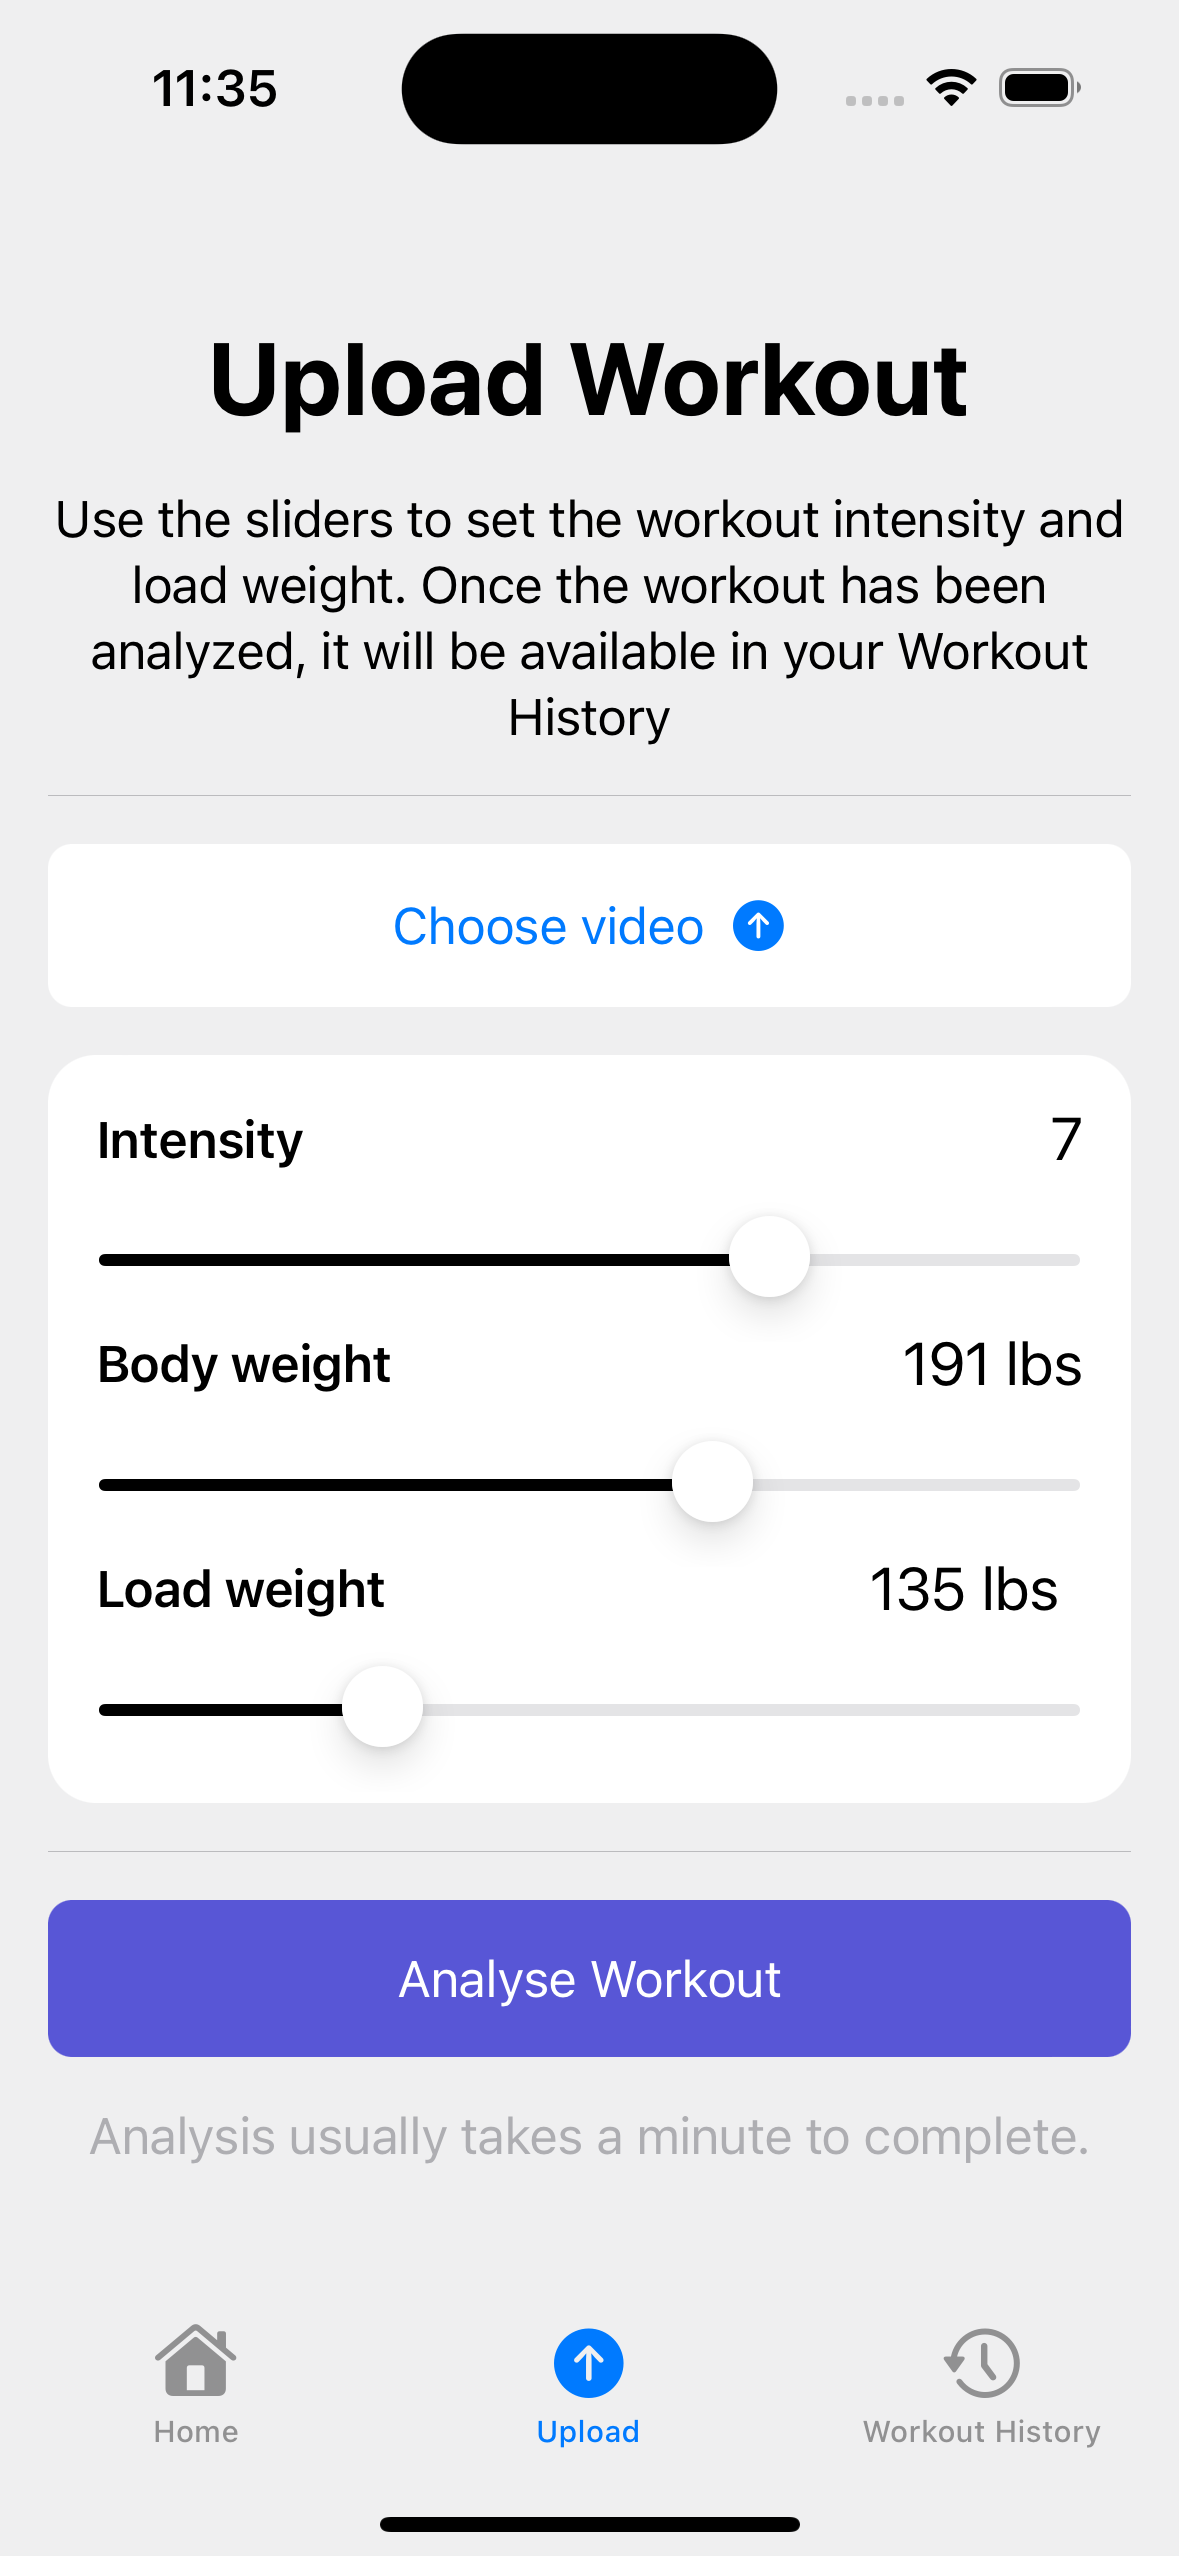 11:35
Upload Workout
Use the sliders to set the workout intensity and
load weight. Once the workout has been
analyzed, it will be available in your Workout
History
Choose video
Intensity 7
Body weight 191 lbs
Load weight 135 lbs
Analyse Workout
Analysis usually takes a minute to complete.
Home Upload Workout History